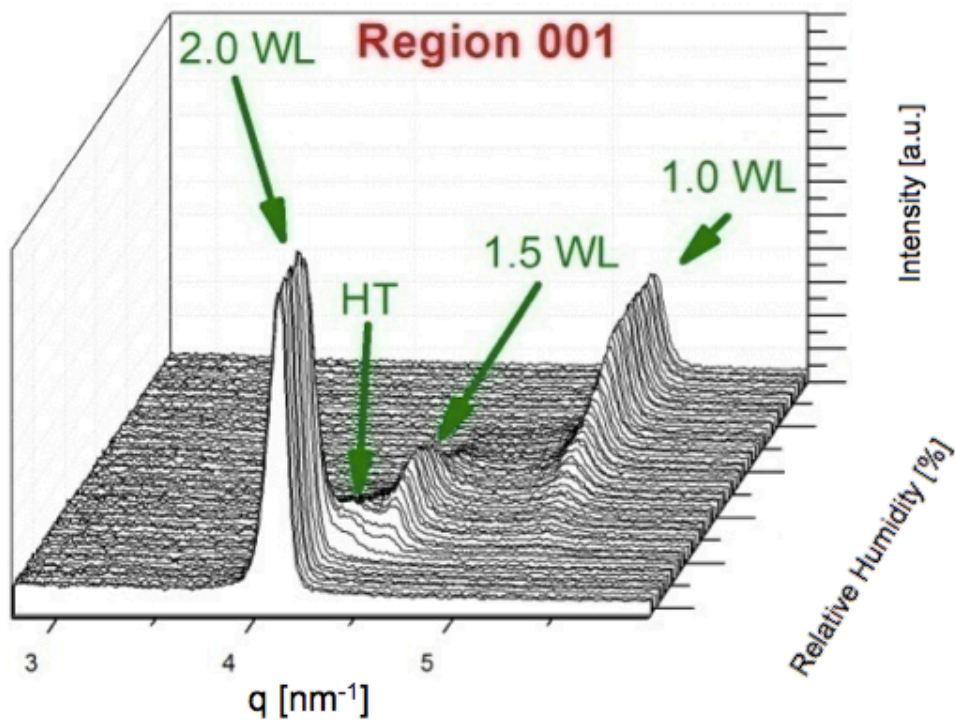 Region 001
2.0 WL
1.0 WL
1.5 WL
HT
Intensity [a.u.]
Relative Humidity [%]
3 4 5
q [nm⁻¹]